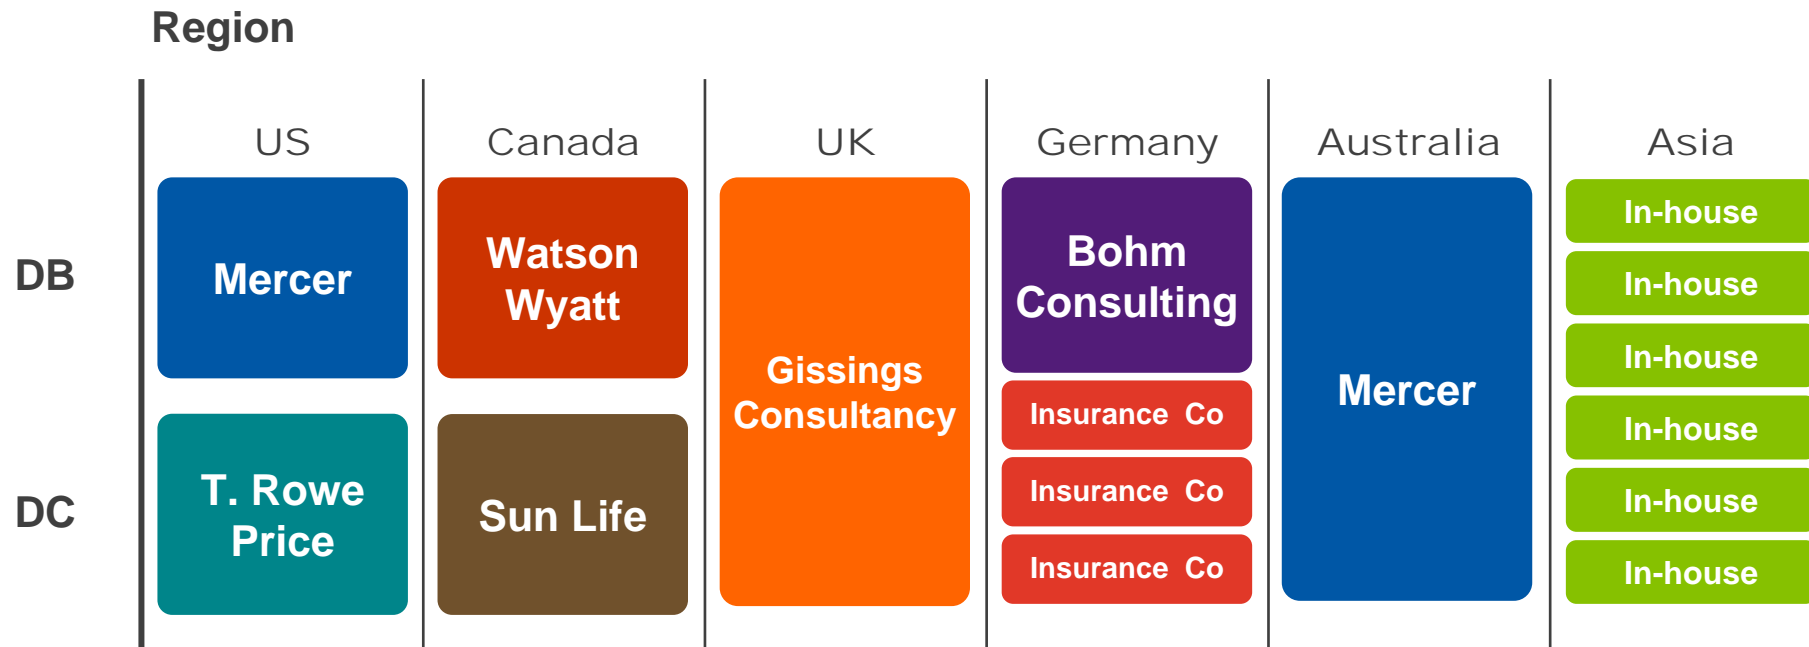 Region
US
Canada
UK
Germany
Australia
Asia
DB
Mercer
Watson
Wyatt
Gissings
Consultancy
Bohm
Consulting
Mercer
In-house
In-house
In-house
DC
T. Rowe
Price
Sun Life
Insurance Co
Insurance Co
Insurance Co
In-house
In-house
In-house